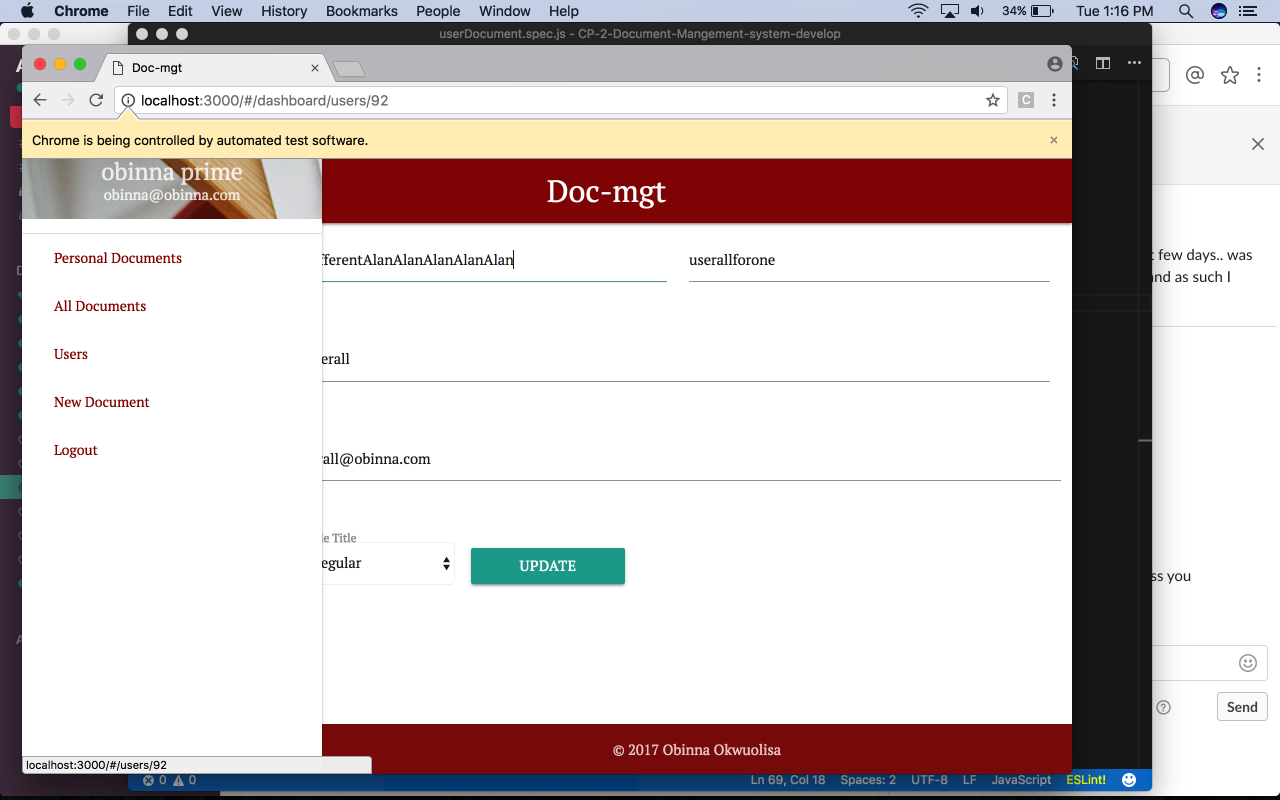 Chrome File Edit View History Bookmarks People Window Help 34% Tue 1:16 PM
userDocument.spec.js - CP-2-Document-Mangement-system-develop
Doc-mgt
localhost:3000/#/dashboard/users/92
C
Chrome is being controlled by automated test software.
obinna prime
obinna@obinna.com
Doc-mgt
Personal Documents
All Documents
Users
New Document
Logout
fferentAlanAlanAlanAlanAlan
userallforone
erall
rall@obinna.com
le Title
egular
UPDATE
© 2017 Obinna Okwuolisa
localhost:3000/#/users/92
0 0 Ln 69, Col 18 Spaces: 2 UTF-8 LF JavaScript ESLint!
few days.. was
and as such I
ss you
Send